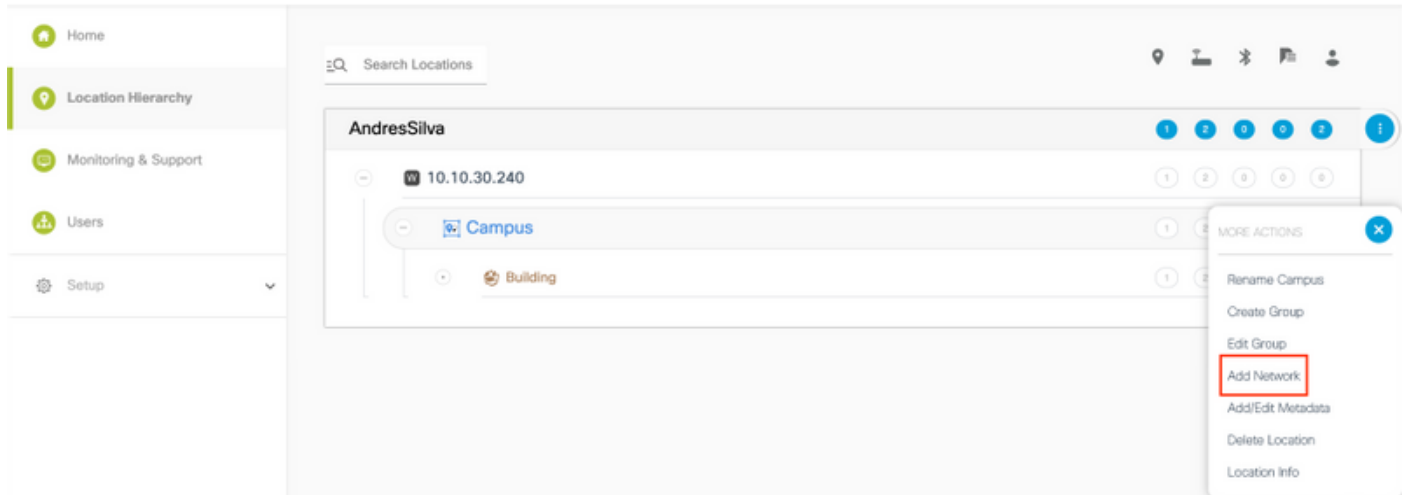 Home
Location Hierarchy
Monitoring & Support
Users
Setup
Search Locations
AndresSilva
1 2 0 0 2
W 10.10.30.240
1 2 0 0 0
Campus
1 2
Building
1 2
MORE ACTIONS
Rename Campus
Create Group
Edit Group
Add Network
Add/Edit Metadata
Delete Location
Location Info